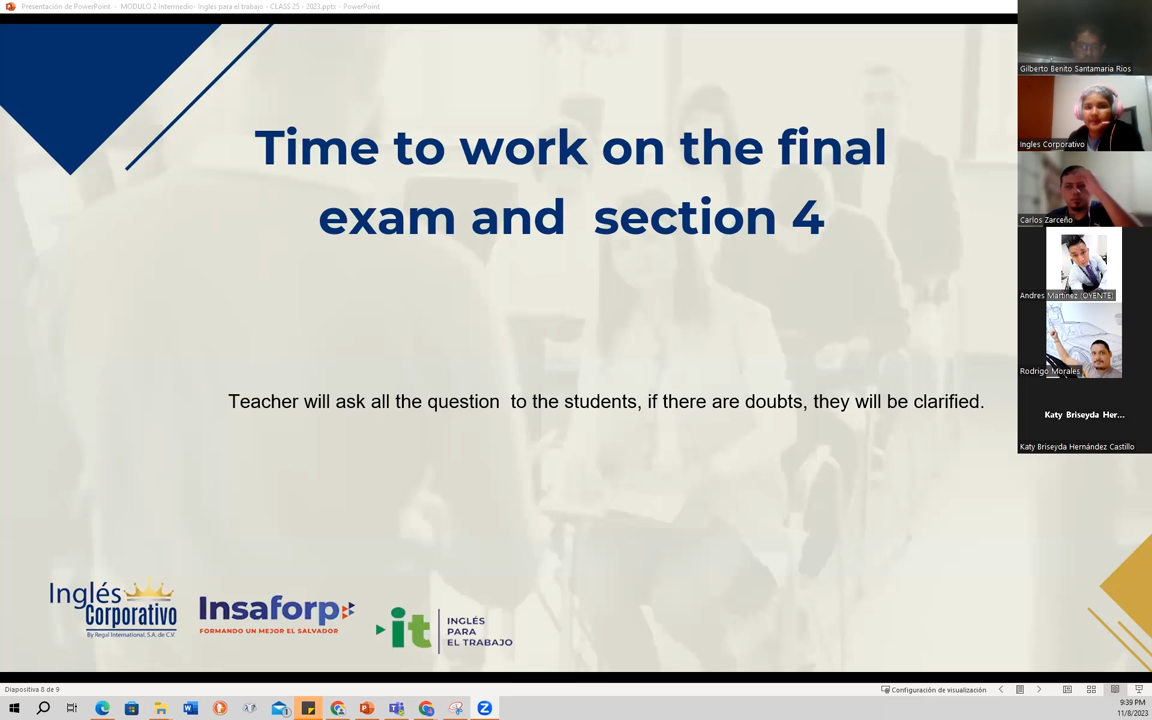 Presentación de PowerPoint - MODULO 2 Intermedio- Ingles para el trabajo - CLASS 25 - 2023.pptx - PowerPoint
Time to work on the final
exam and section 4
Teacher will ask all the question to the students, if there are doubts, they will be clarified.
Inglés
Corporativo
By Regal International, S.A. de C.V.
Insaforp
FORMANDO UN MEJOR EL SALVADOR
it
INGLÉS
PARA
EL TRABAJO
Gilberto Benito Santamaria Rios
Ingles Corporativo
Carlos Zarceño
Andres Martinez (OYENTE)
Rodrigo Morales
Katy Briseyda Her...
Katy Briseyda Hernández Castillo
Diapositiva 8 de 9
Configuración de visualización
9:39 PM
11/8/2023